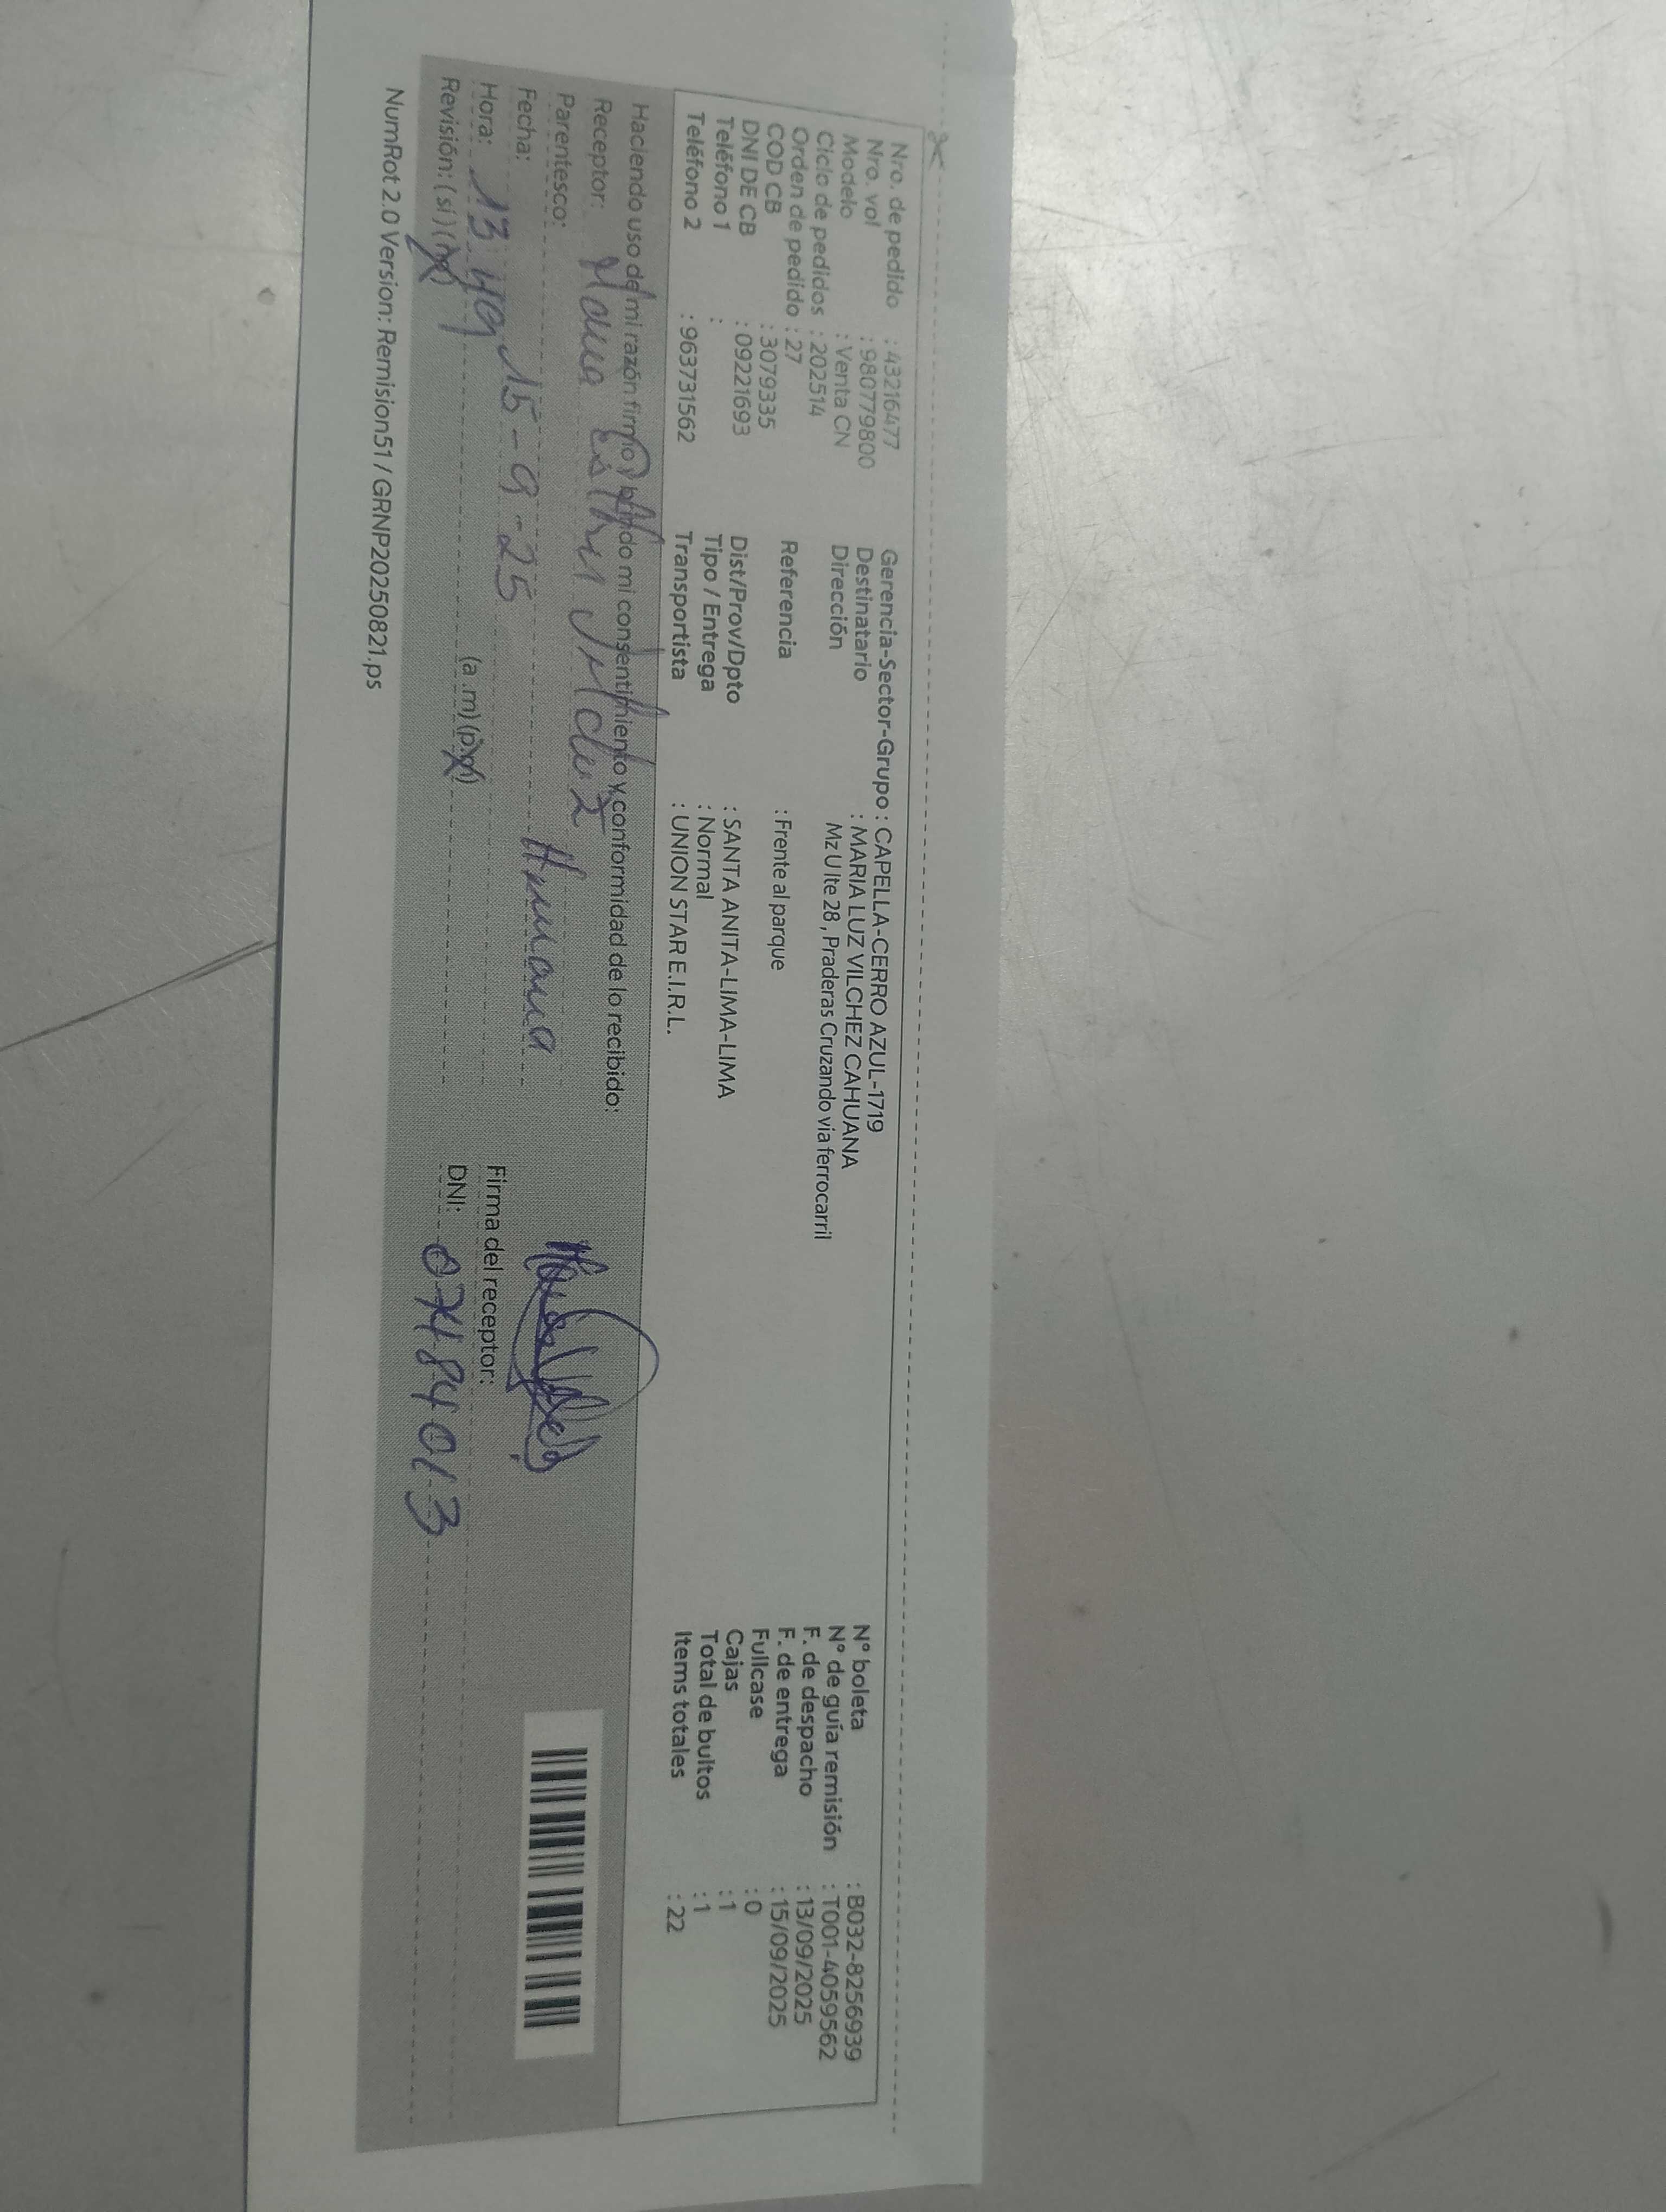 Nro. de pedido : 43216477
Nro. vol : 980779800
Modelo : Venta CN
Ciclo de pedidos : 202514
Orden de pedido : 27
COD CB : 3079335
DNI DE CB : 09221693
Teléfono 1 :
Teléfono 2 : 963731562
Gerencia-Sector-Grupo : CAPELLA-CERRO AZUL-1719
Destinatario : MARIA LUZ VILCHEZ CAHUANA
Dirección Mz U lte 28 , Praderas Cruzando via ferrocarril
Referencia : Frente al parque
Dist/Prov/Dpto : SANTA ANITA-LIMA-LIMA
Tipo / Entrega : Normal
Transportista : UNION STAR E.I.R.L.
N° boleta : B032-8256939
N° de guía remisión : T001-4059562
F. de despacho : 13/09/2025
F. de entrega : 15/09/2025
Fullcase : 0
Cajas : 1
Total de bultos : 1
Items totales : 22
Haciendo uso de mi razón firmo y brindo mi consentimiento y conformidad de lo recibido:
Receptor: Maria
Parentesco: Hermana
Fecha: 15-9-25
Hora: 13 49 (a .m) (p.m)
Revisión: ( si ) (no)
Firma del receptor:
DNI: 07484013
NumRot 2.0 Version: Remision51 / GRNP20250821.ps